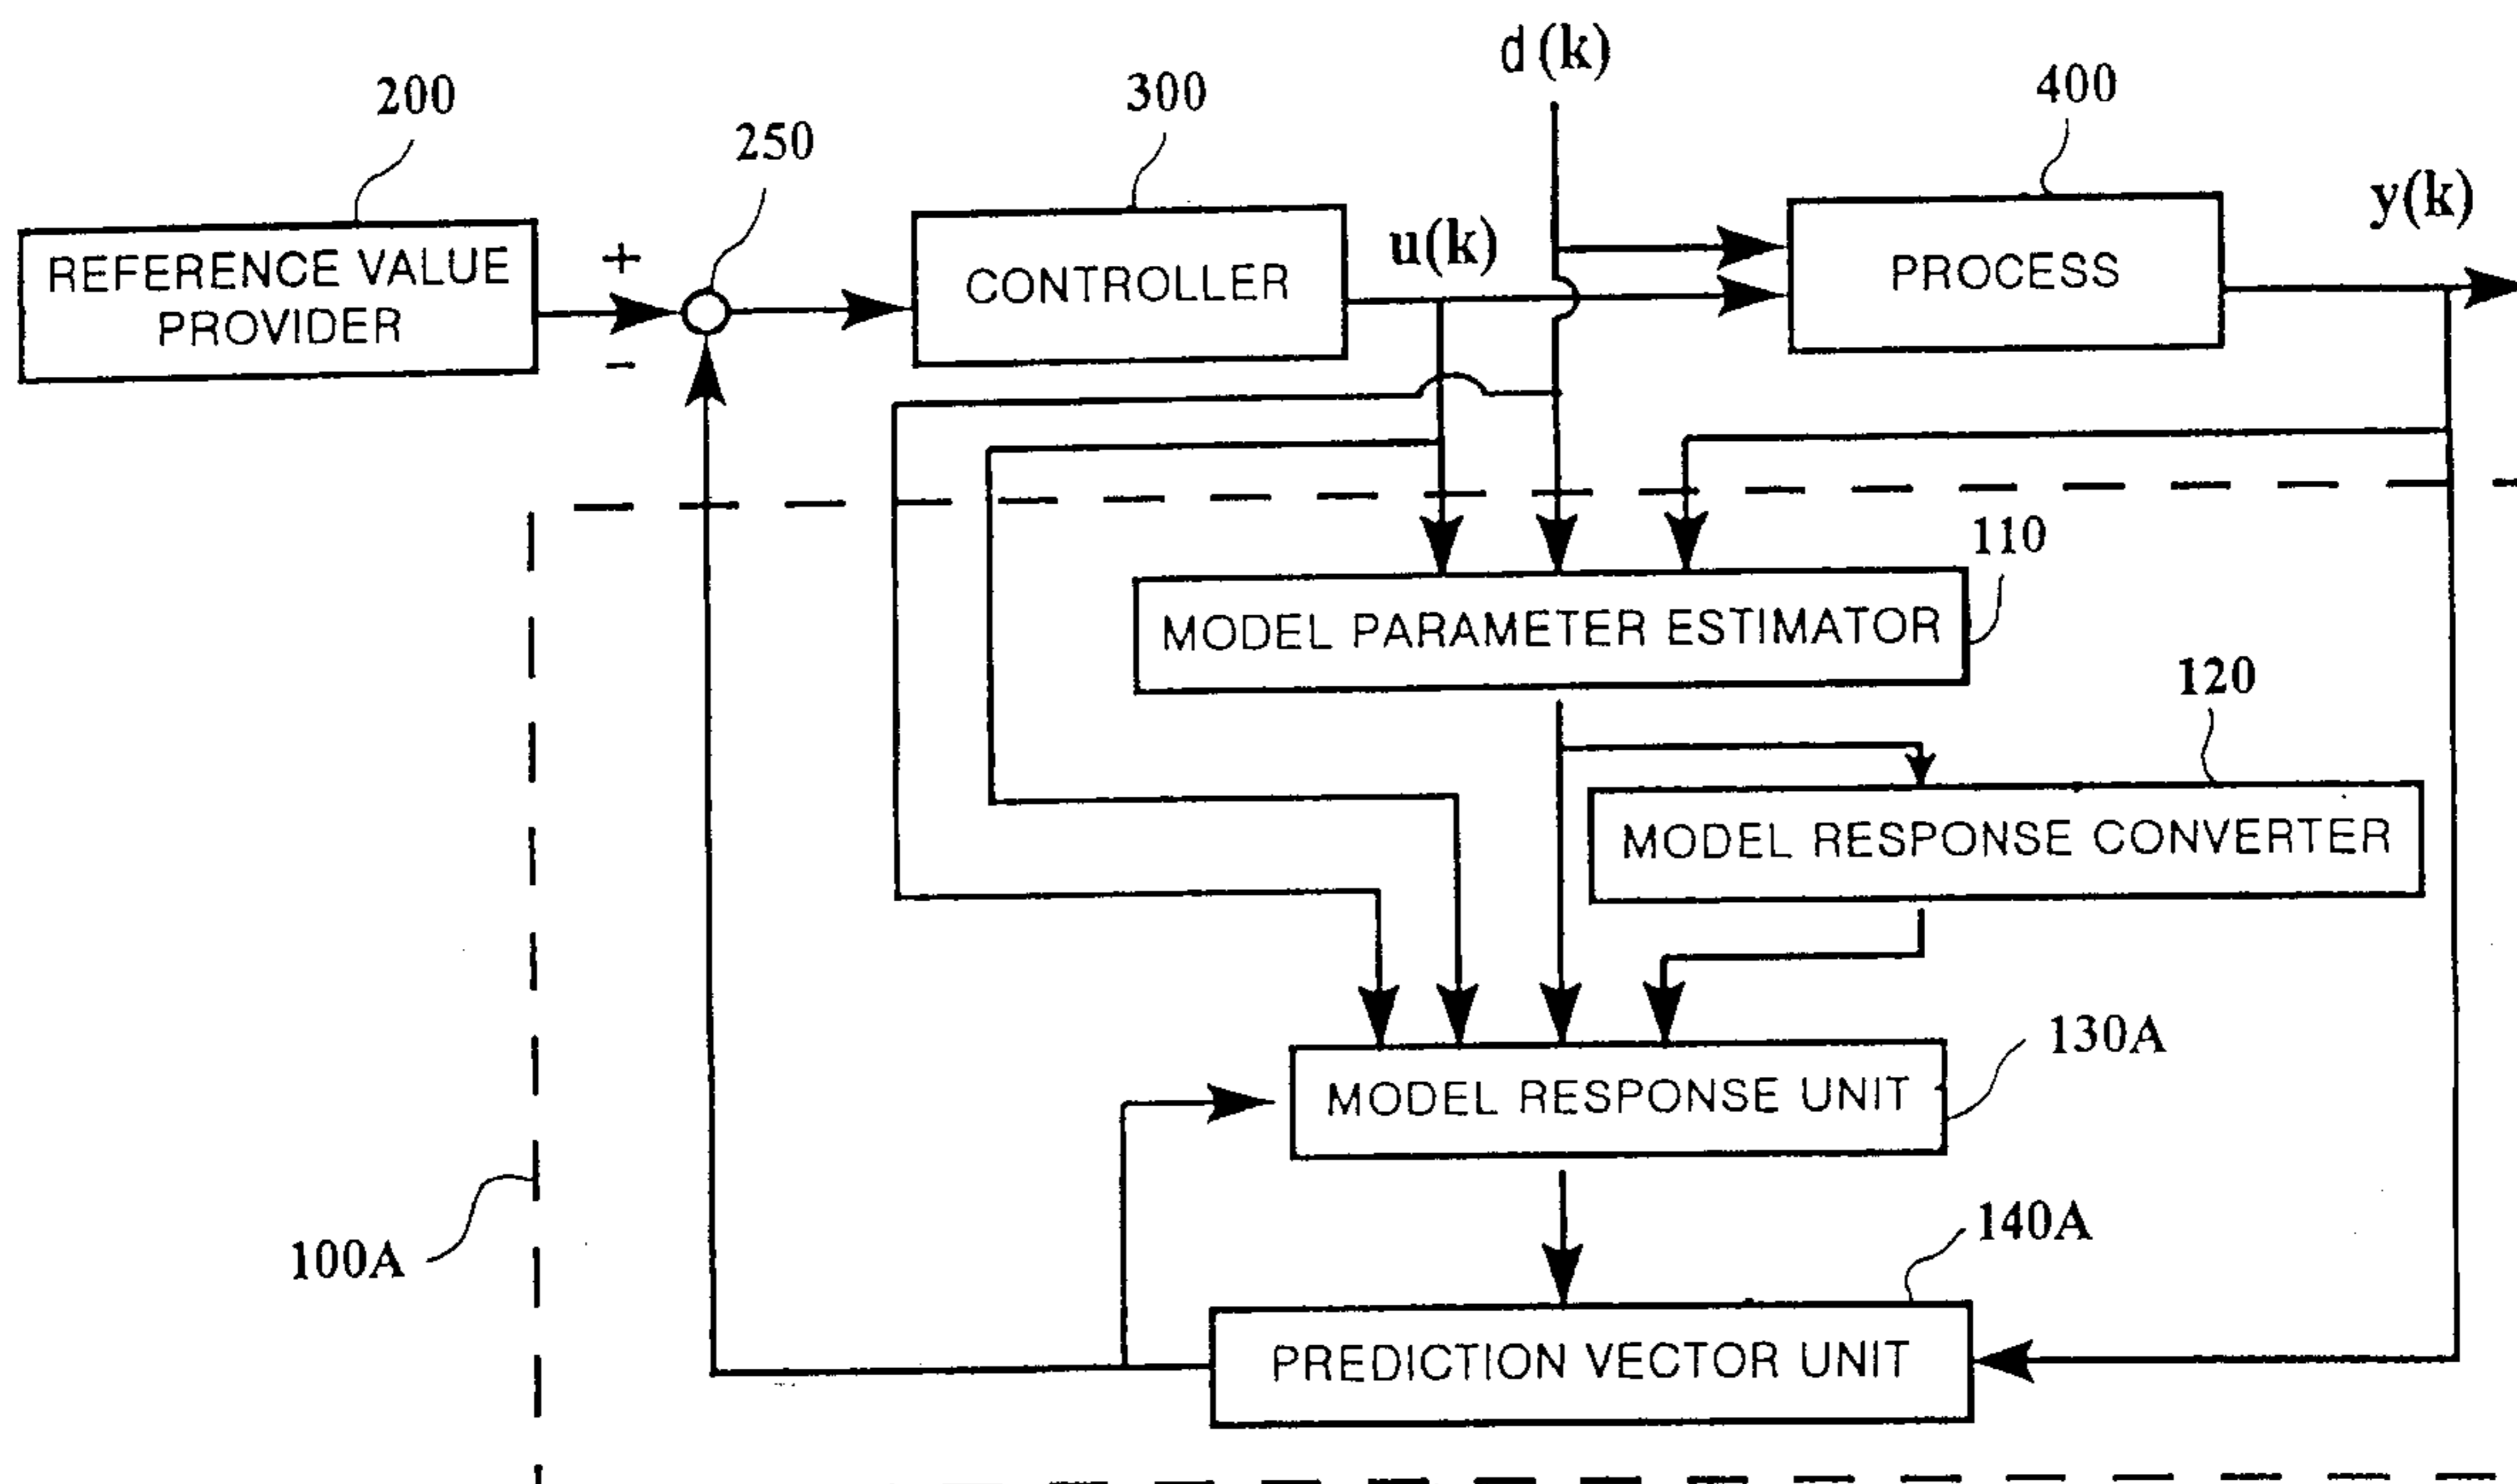 d(k)
200
300
400
250
y(k)
u(k)
REFERENCE VALUE
PROVIDER
+
−
CONTROLLER
PROCESS
110
MODEL PARAMETER ESTIMATOR
120
MODEL RESPONSE CONVERTER
130A
MODEL RESPONSE UNIT
140A
100A
PREDICTION VECTOR UNIT